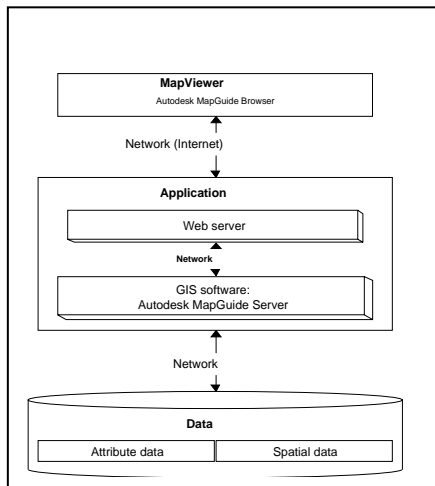 MapViewer
Autodesk MapGuide Browser
Network (Internet)
Application
Web server
Network
GIS software:
Autodesk MapGuide Server
Network
Data
Attribute data
Spatial data